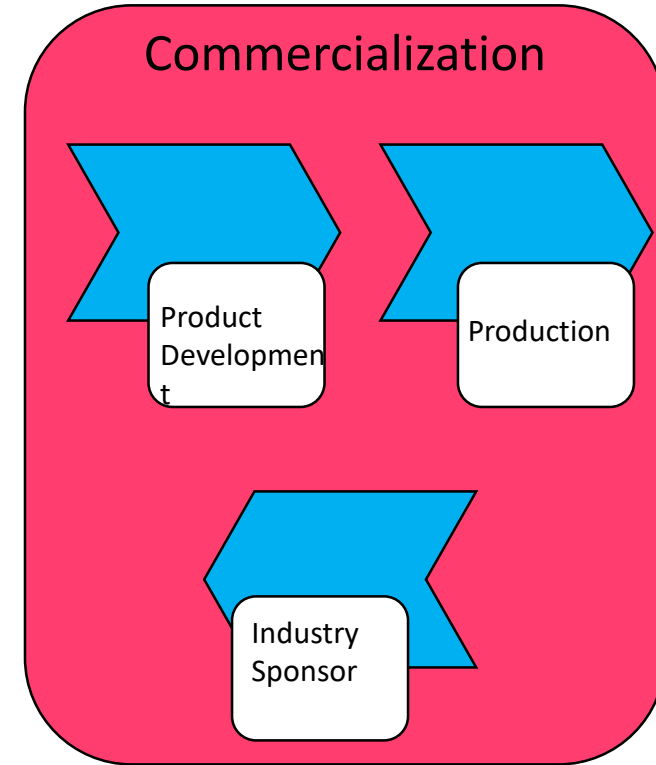 Commercialization
Product
Developmen
t
Production
Industry
Sponsor